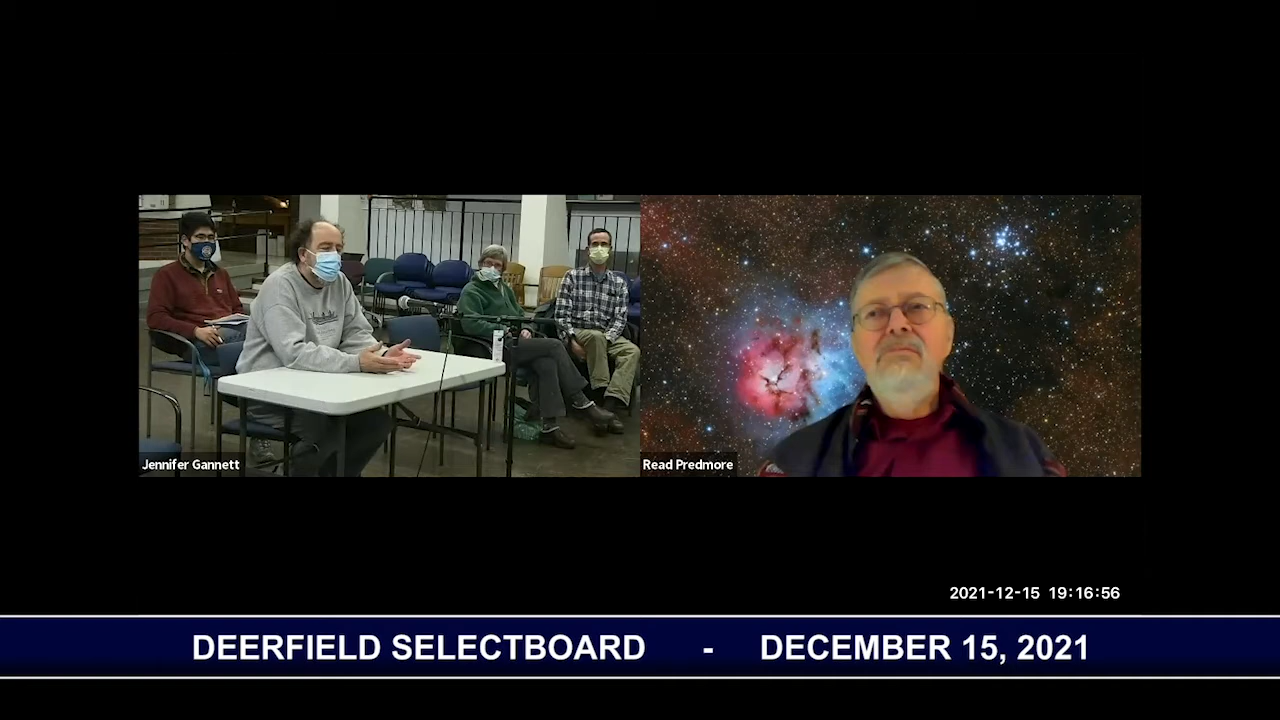 Jennifer Gannett
Read Predmore
2021-12-15 19:16:56
DEERFIELD SELECTBOARD - DECEMBER 15, 2021